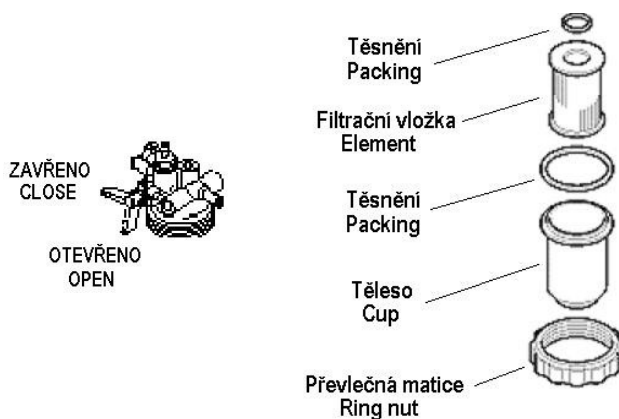 ZAVŘENO
CLOSE
OTEVŘENO
OPEN
Těsnění
Packing
Filtrační vložka
Element
Těsnění
Packing
Těleso
Cup
Převlečná matice
Ring nut